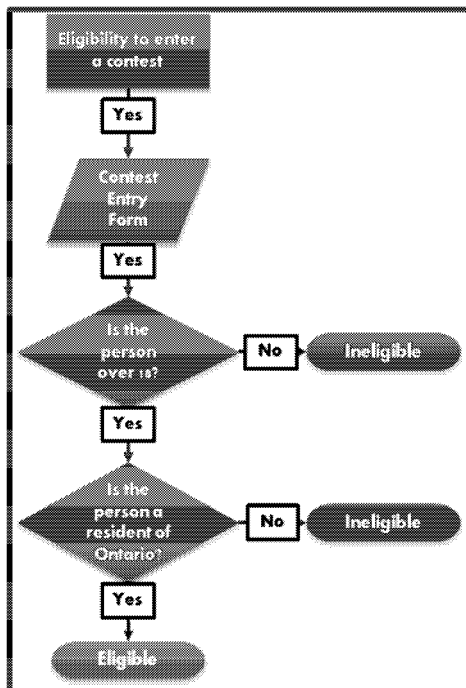 Eligibility to enter
a contest
Yes
Contest
Entry
Form
Yes
Is the
person
over 18?
No
Ineligible
Yes
Is the
person a
resident of
Ontario?
No
Ineligible
Yes
Eligible